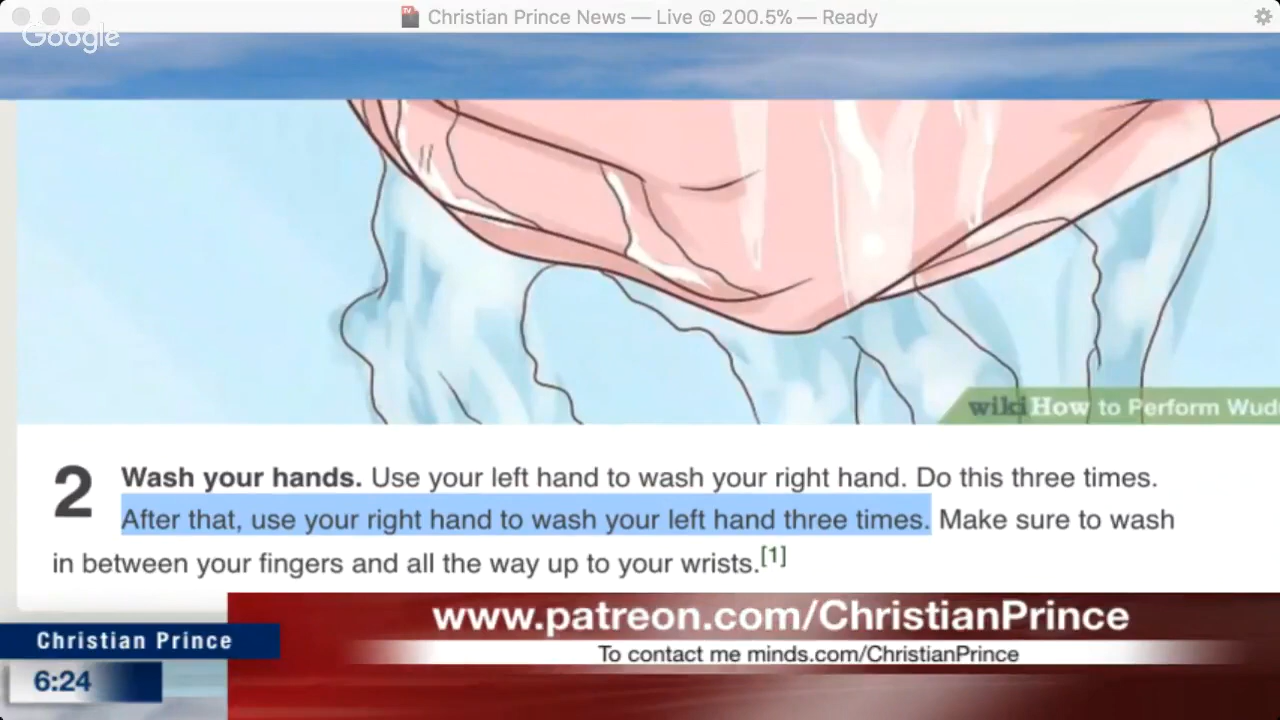 Christian Prince News — Live @ 200.5% — Ready
Google
wikiHow to Perform Wud
2 Wash your hands. Use your left hand to wash your right hand. Do this three times.
After that, use your right hand to wash your left hand three times. Make sure to wash
in between your fingers and all the way up to your wrists.[1]
www.patreon.com/ChristianPrince
To contact me minds.com/ChristianPrince
Christian Prince
6:24